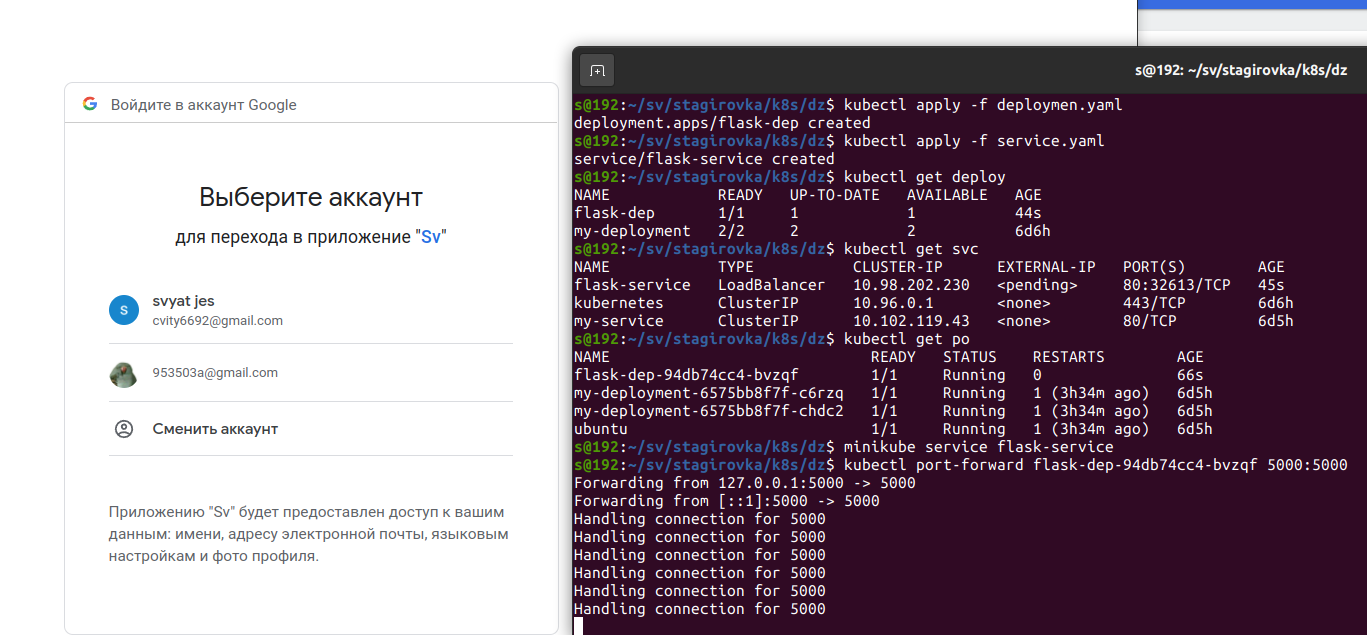 Войдите в аккаунт Google
Выберите аккаунт
для перехода в приложение "Sv"
S
svyat jes
cvity6692@gmail.com
953503a@gmail.com
Сменить аккаунт
Приложению "Sv" будет предоставлен доступ к вашим
данным: имени, адресу электронной почты, языковым
настройкам и фото профиля.
s@192: ~/sv/stagirovka/k8s/dz
s@192:~/sv/stagirovka/k8s/dz$ kubectl apply -f deploymen.yaml
deployment.apps/flask-dep created
s@192:~/sv/stagirovka/k8s/dz$ kubectl apply -f service.yaml
service/flask-service created
s@192:~/sv/stagirovka/k8s/dz$ kubectl get deploy
NAME READY UP-TO-DATE AVAILABLE AGE
flask-dep 1/1 1 1 44s
my-deployment 2/2 2 2 6d6h
s@192:~/sv/stagirovka/k8s/dz$ kubectl get svc
NAME TYPE CLUSTER-IP EXTERNAL-IP PORT(S) AGE
flask-service LoadBalancer 10.98.202.230 <pending> 80:32613/TCP 45s
kubernetes ClusterIP 10.96.0.1 <none> 443/TCP 6d6h
my-service ClusterIP 10.102.119.43 <none> 80/TCP 6d5h
s@192:~/sv/stagirovka/k8s/dz$ kubectl get po
NAME READY STATUS RESTARTS AGE
flask-dep-94db74cc4-bvzqf 1/1 Running 0 66s
my-deployment-6575bb8f7f-c6rzq 1/1 Running 1 (3h34m ago) 6d5h
my-deployment-6575bb8f7f-chdc2 1/1 Running 1 (3h34m ago) 6d5h
ubuntu 1/1 Running 1 (3h34m ago) 6d5h
s@192:~/sv/stagirovka/k8s/dz$ minikube service flask-service
s@192:~/sv/stagirovka/k8s/dz$ kubectl port-forward flask-dep-94db74cc4-bvzqf 5000:5000
Forwarding from 127.0.0.1:5000 -> 5000
Forwarding from [::1]:5000 -> 5000
Handling connection for 5000
Handling connection for 5000
Handling connection for 5000
Handling connection for 5000
Handling connection for 5000
Handling connection for 5000